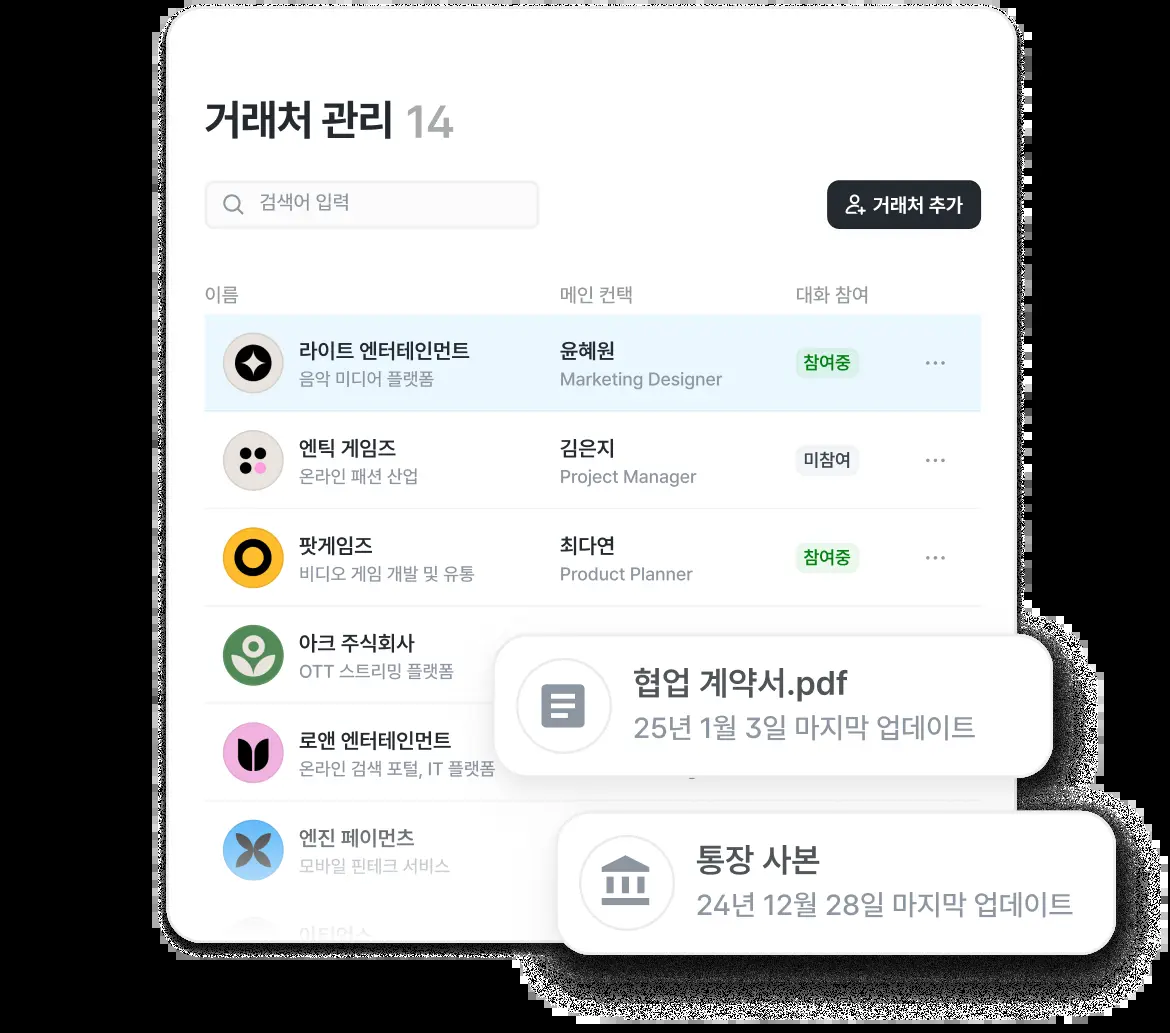 거래처 관리 14
검색어 입력
거래처 추가
이름 메인 컨택 대화 참여
라이트 엔터테인먼트 윤혜원 참여중
음악 미디어 플랫폼 Marketing Designer
엔틱 게임즈 김은지 미참여
온라인 패션 산업 Project Manager
팟게임즈 최다연 참여중
비디오 게임 개발 및 유통 Product Planner
아크 주식회사
OTT 스트리밍 플랫폼
로앤 엔터테인먼트
온라인 검색 포털, IT 플랫폼
엔진 페이먼츠
모바일 핀테크 서비스
협업 계약서.pdf
25년 1월 3일 마지막 업데이트
통장 사본
24년 12월 28일 마지막 업데이트